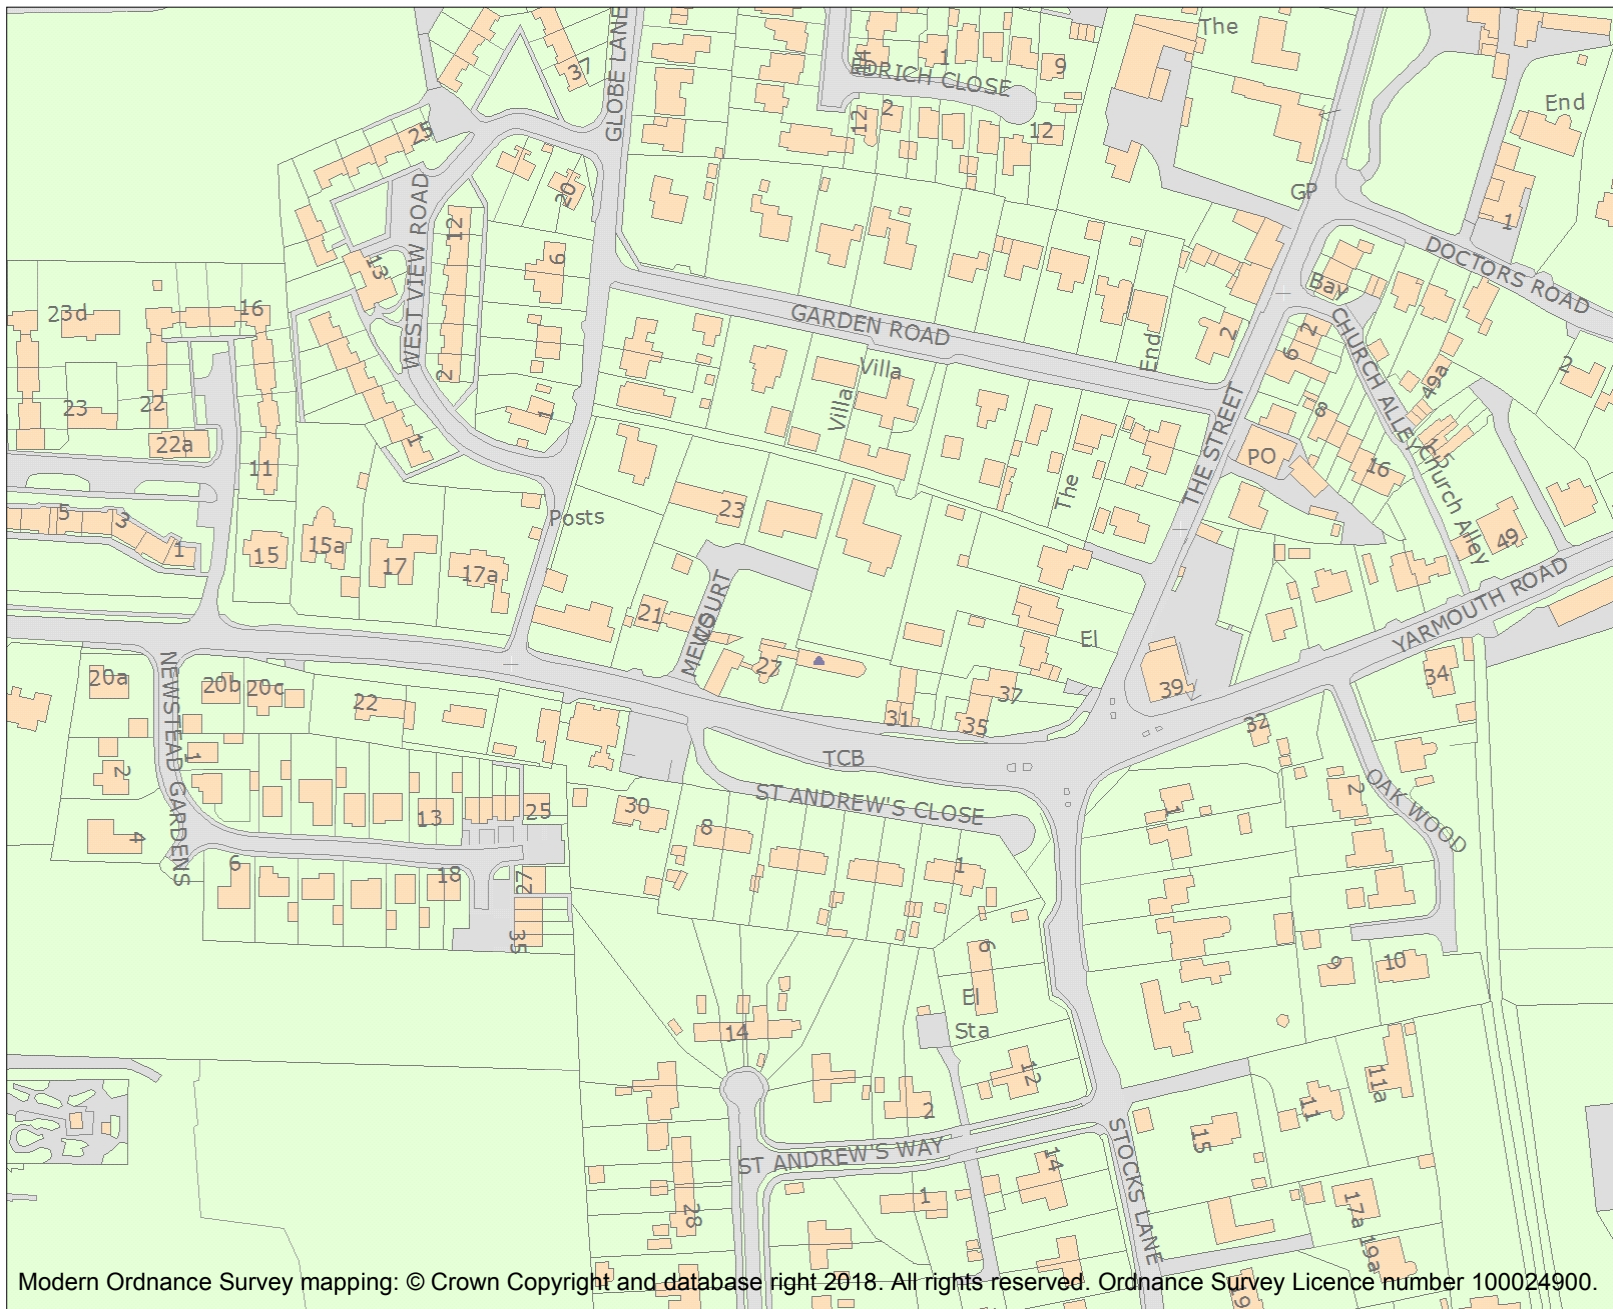 The
37
GLOBE LANE
14
1
9
EDRICH CLOSE
End
25
12
2
12
20
GP
1
WEST VIEW ROAD
12
13
6
DOCTORS ROAD
Bay
23d
16
GARDEN ROAD
2
2
6
CHURCH ALLEY
End
Villa
2
2
49a
23
22
1
Villa
THE STREET
8
22a
1
11
PO
16
15
Church Alley
5
3
Posts
23
The
1
15
15a
17
17a
49
MEWS
COURT
21
YARMOUTH ROAD
El
NEWSTEAD GARDENS
20a
20b
20c
22
27
31
37
35
39
34
32
TCB
1
2
ST ANDREW'S CLOSE
30
8
1
2
OAK WOOD
4
13
25
6
18
27
35
1
6
9
10
El
Sta
14
12
2
11
11a
15
ST ANDREW'S WAY
STOCKS LANE
14
1
28
17a
19a
19
Modern Ordnance Survey mapping: © Crown Copyright and database right 2018. All rights reserved. Ordnance Survey Licence number 100024900.